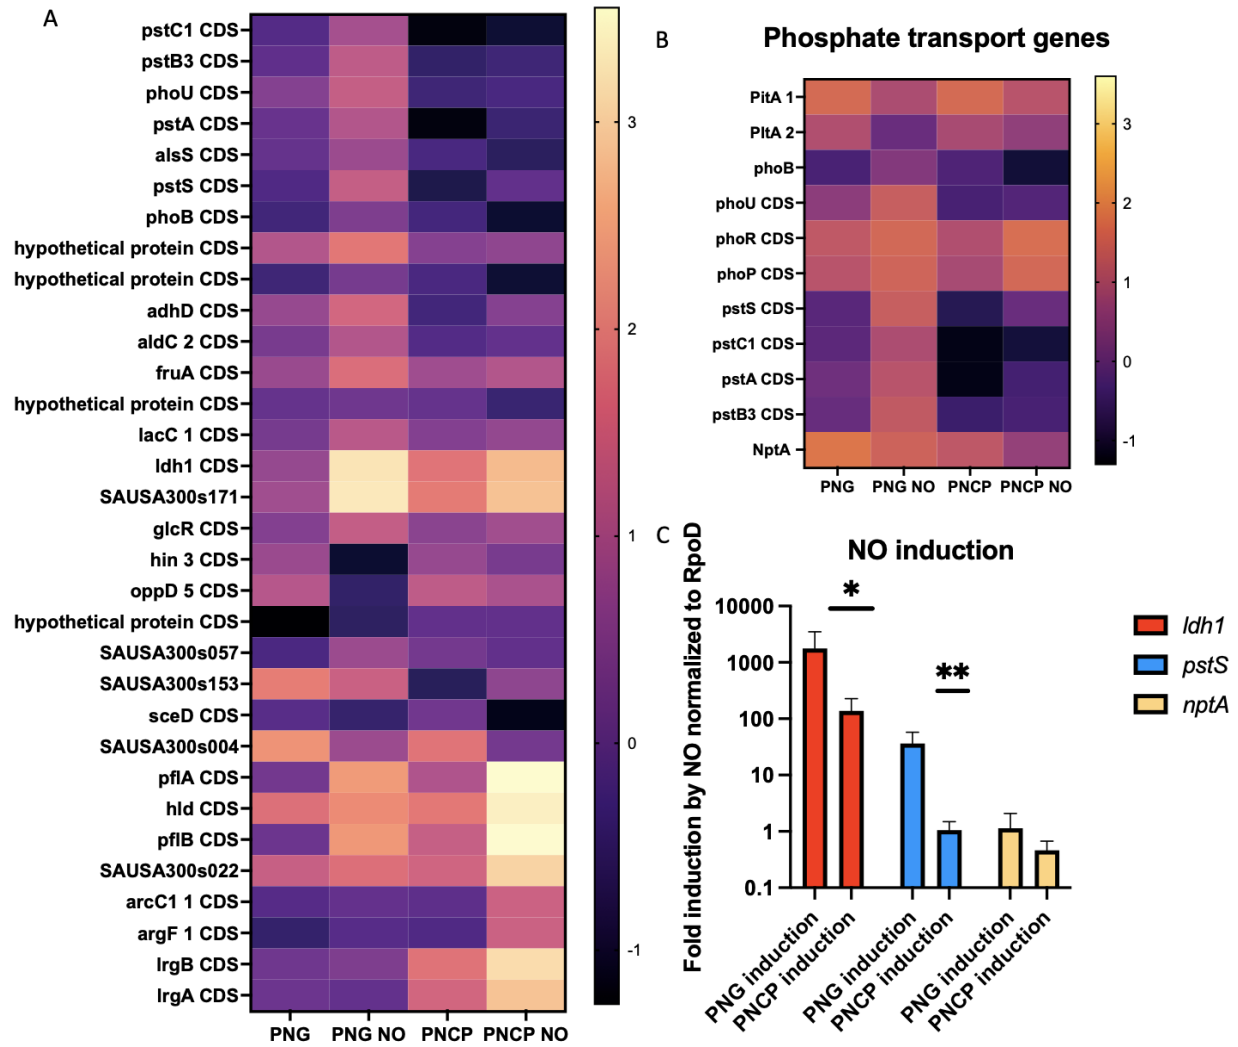 A
pstC1 CDS
pstB3 CDS
phoU CDS
pstA CDS
alsS CDS
pstS CDS
phoB CDS
hypothetical protein CDS
hypothetical protein CDS
adhD CDS
aldC 2 CDS
fruA CDS
hypothetical protein CDS
lacC 1 CDS
ldh1 CDS
SAUSA300s171
glcR CDS
hin 3 CDS
oppD 5 CDS
hypothetical protein CDS
SAUSA300s057
SAUSA300s153
sceD CDS
SAUSA300s004
pflA CDS
hld CDS
pflB CDS
SAUSA300s022
arcC1 1 CDS
argF 1 CDS
lrgB CDS
lrgA CDS
PNG PNG NO PNCP PNCP NO
3
2
1
0
-1
B
Phosphate transport genes
PitA 1
PItA 2
phoB
phoU CDS
phoR CDS
phoP CDS
pstS CDS
pstC1 CDS
pstA CDS
pstB3 CDS
NptA
PNG PNG NO PNCP PNCP NO
3
2
1
0
-1
C
NO induction
Fold induction by NO normalized to RpoD
10000
1000
100
10
1
0.1
*
**
PNG induction
PNCP induction
PNG induction
PNCP induction
PNG induction
PNCP induction
ldh1
pstS
nptA